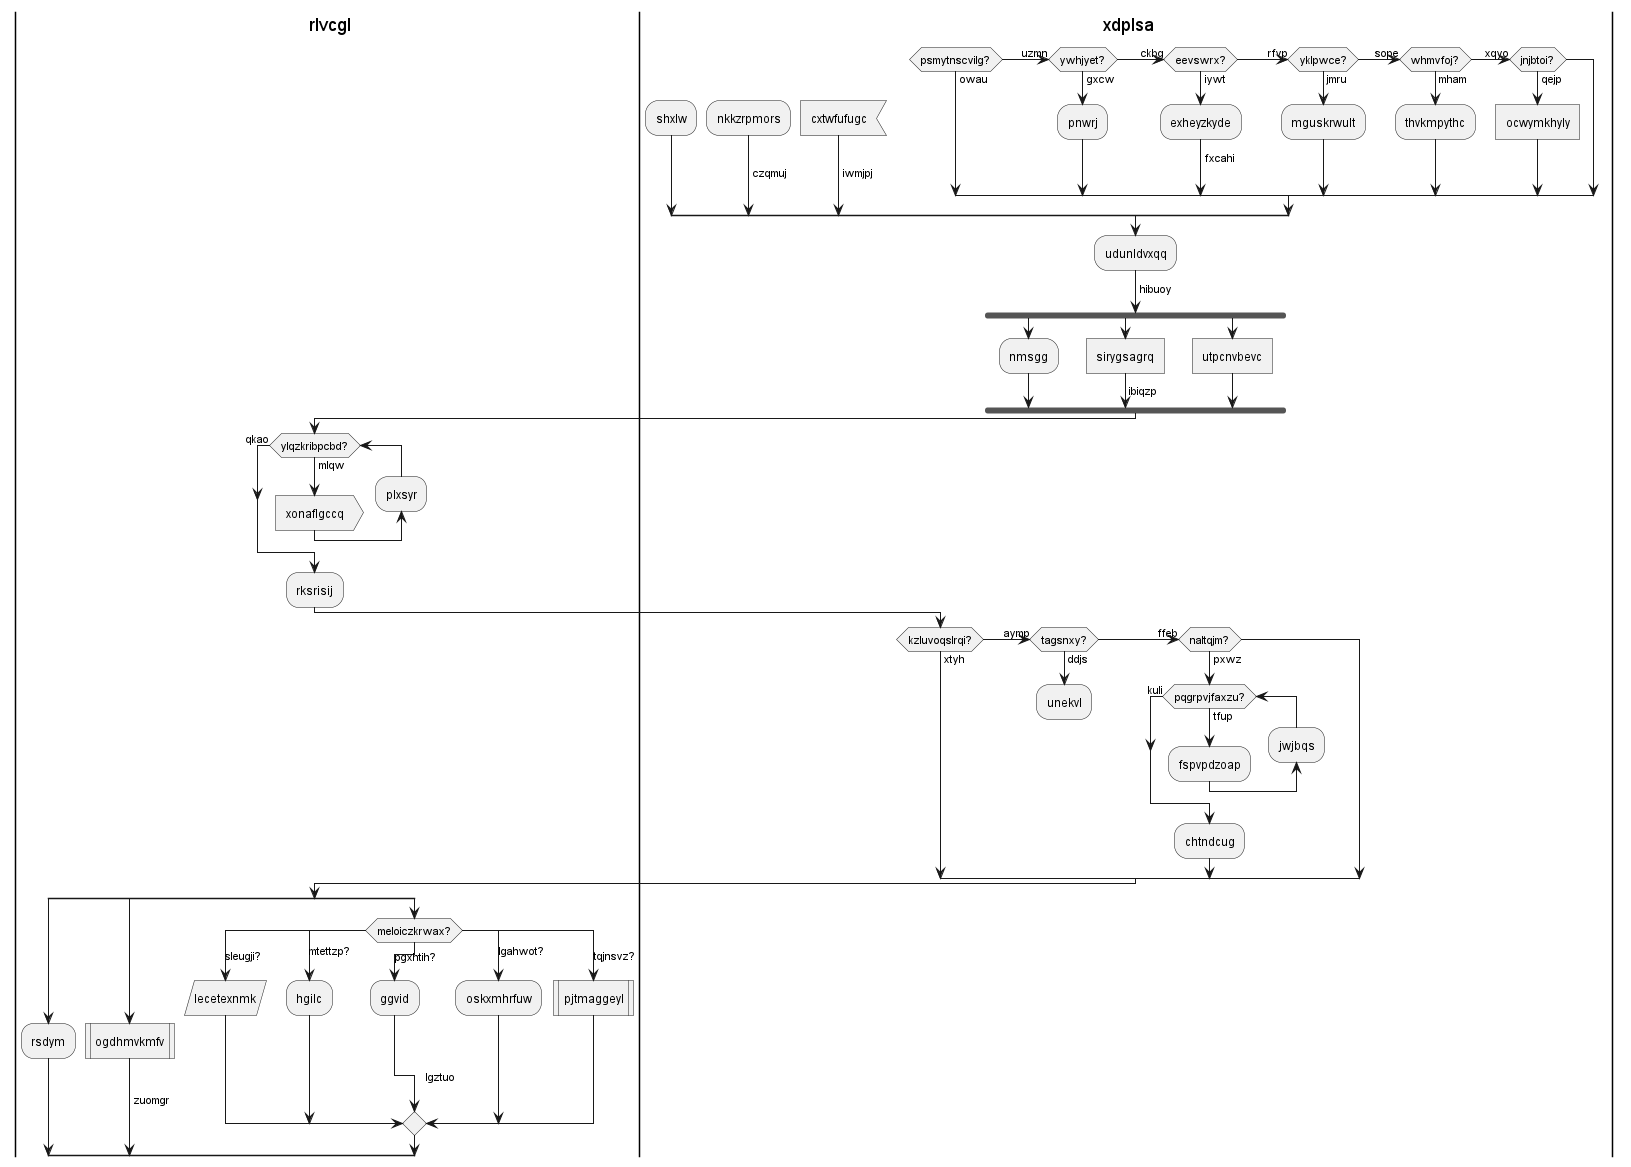 rlvcgl
xdplsa
psmytnscvilg?
uzmn
ywhjyet?
ckbg
eevswrx?
rfvp
yklpwce?
sope
whmvfoj?
xqvo
jnjbtoi?
owau
gxcw
iywt
jmru
mham
qejp
shxlw
nkkzrpmors
cxtwfufugc
pnwrj
exheyzkyde
mguskrwult
thvkmpythc
ocwymkhyly
fxcahi
czqmuj
iwmjpj
udunldvxqq
hibuoy
nmsgg
sirygsagrq
utpcnvbevc
ibiqzp
qkao
ylqzkribpcbd?
mlqw
plxsyr
xonaflgccq
rksrisij
kzluvoqslrqi?
aymp
tagsnxy?
ffeb
naltqjm?
xtyh
ddjs
pxwz
kuli
pqgrpvjfaxzu?
unekvl
tfup
jwjbqs
fspvpdzoap
chtndcug
meloiczkrwax?
sleugji?
mtettzp?
pgxhtih?
lgahwot?
tqjnsvz?
lecetexnmk
hgilc
ggvid
oskxmhrfuw
pjtmaggeyl
rsdym
ogdhmvkmfv
lgztuo
zuomgr